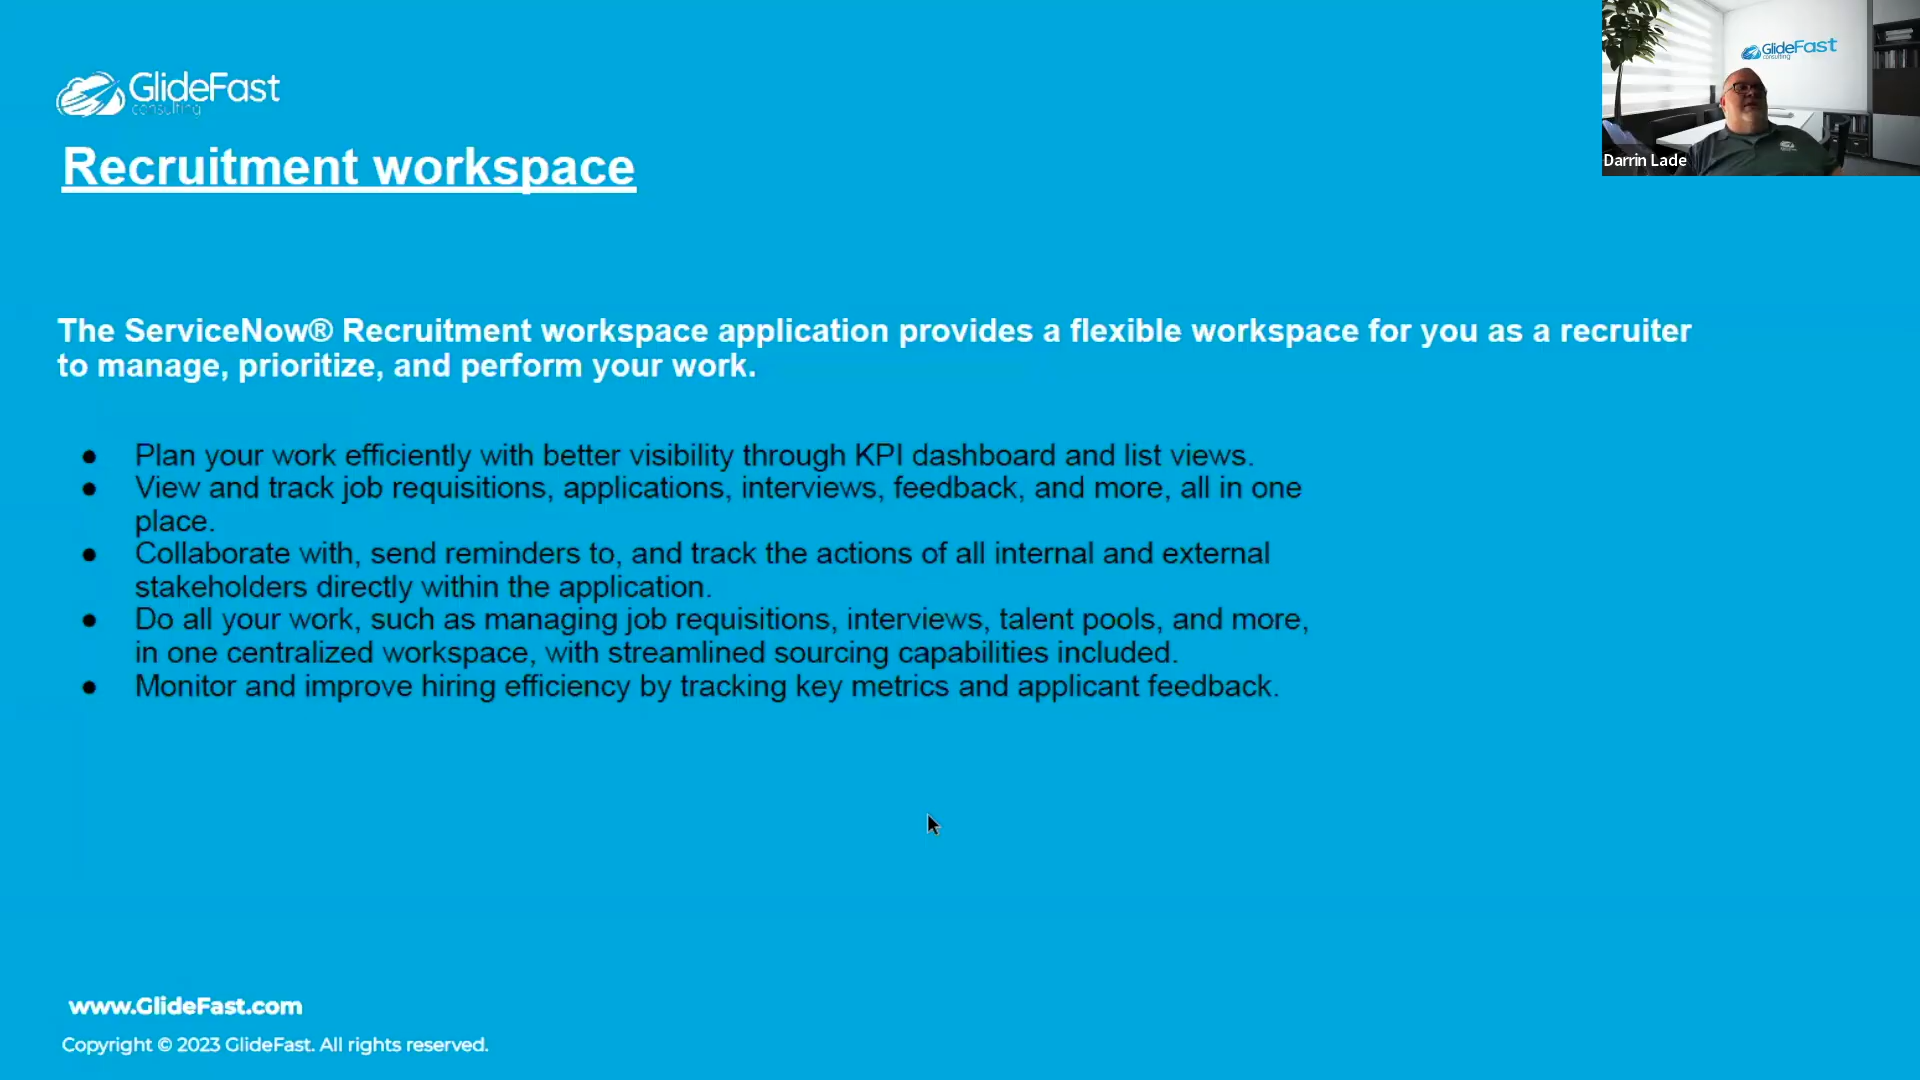 GlideFast
consulting
GlideFast
consulting
Darrin Lade
Recruitment workspace
The ServiceNow® Recruitment workspace application provides a flexible workspace for you as a recruiter
to manage, prioritize, and perform your work.
● Plan your work efficiently with better visibility through KPI dashboard and list views.
● View and track job requisitions, applications, interviews, feedback, and more, all in one
place.
● Collaborate with, send reminders to, and track the actions of all internal and external
stakeholders directly within the application.
● Do all your work, such as managing job requisitions, interviews, talent pools, and more,
in one centralized workspace, with streamlined sourcing capabilities included.
● Monitor and improve hiring efficiency by tracking key metrics and applicant feedback.
www.GlideFast.com
Copyright © 2023 GlideFast. All rights reserved.